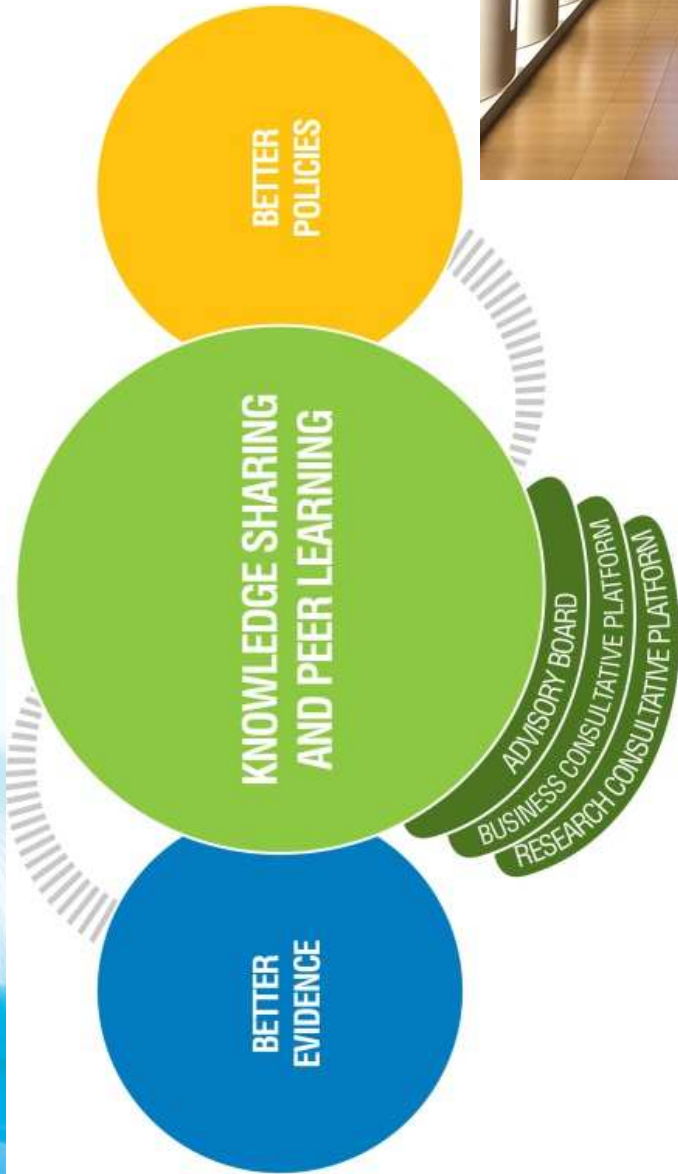 BETTER
EVIDENCE
KNOWLEDGE SHARING
AND PEER LEARNING
BETTER
POLICIES
ADVISORY BOARD
BUSINESS CONSULTATIVE PLATFORM
RESEARCH CONSULTATIVE PLATFORM